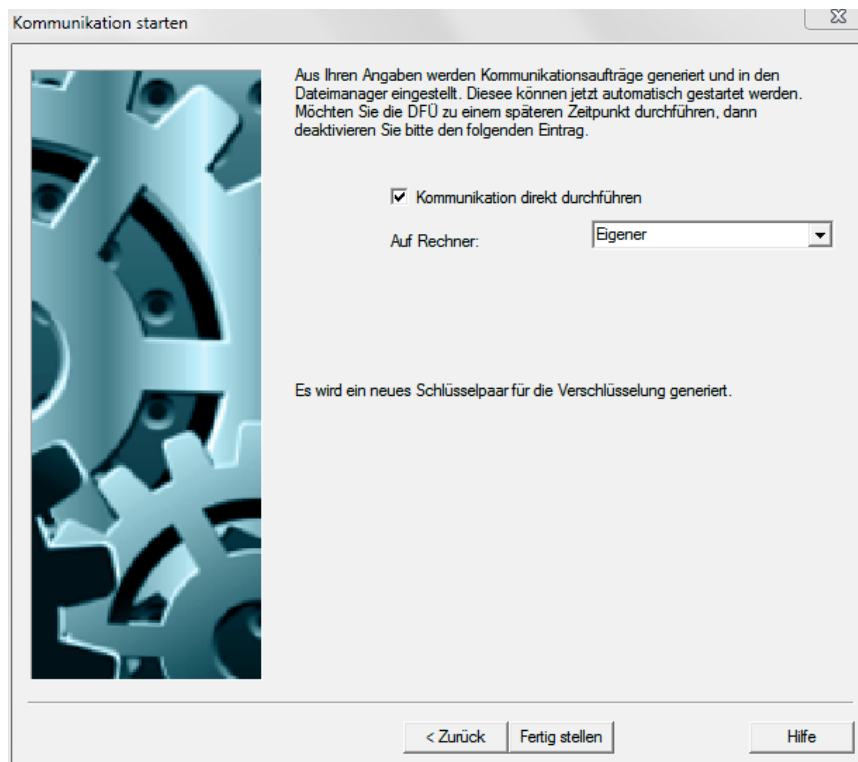 Kommunikation starten
Aus Ihren Angaben werden Kommunikationsaufträge generiert und in den
Dateimanager eingestellt. Diesee können jetzt automatisch gestartet werden.
Möchten Sie die DFÜ zu einem späteren Zeitpunkt durchführen, dann
deaktivieren Sie bitte den folgenden Eintrag.
Kommunikation direkt durchführen
Auf Rechner: Eigener
Es wird ein neues Schlüsselpaar für die Verschlüsselung generiert.
< Zurück Fertig stellen Hilfe